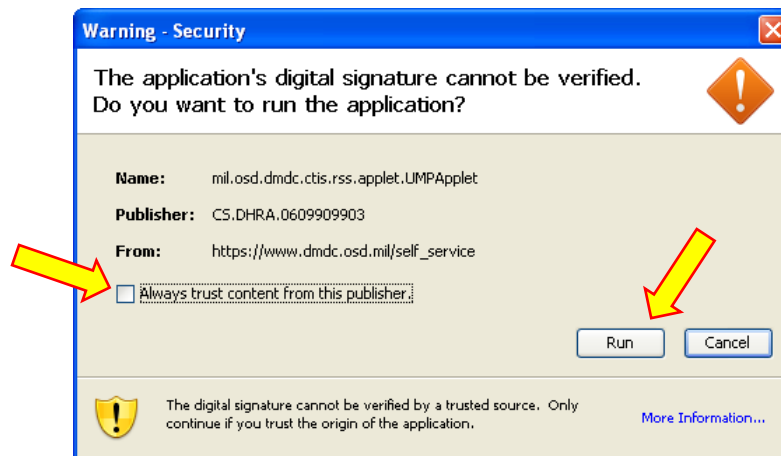 Warning - Security
The application's digital signature cannot be verified.
Do you want to run the application?
Name: mil.osd.dmdc.ctis.rss.applet.UMPApplet
Publisher: CS.DHRA.0609909903
From: https://www.dmdc.osd.mil/self_service
Always trust content from this publisher.
Run Cancel
The digital signature cannot be verified by a trusted source. Only
continue if you trust the origin of the application.
More Information...